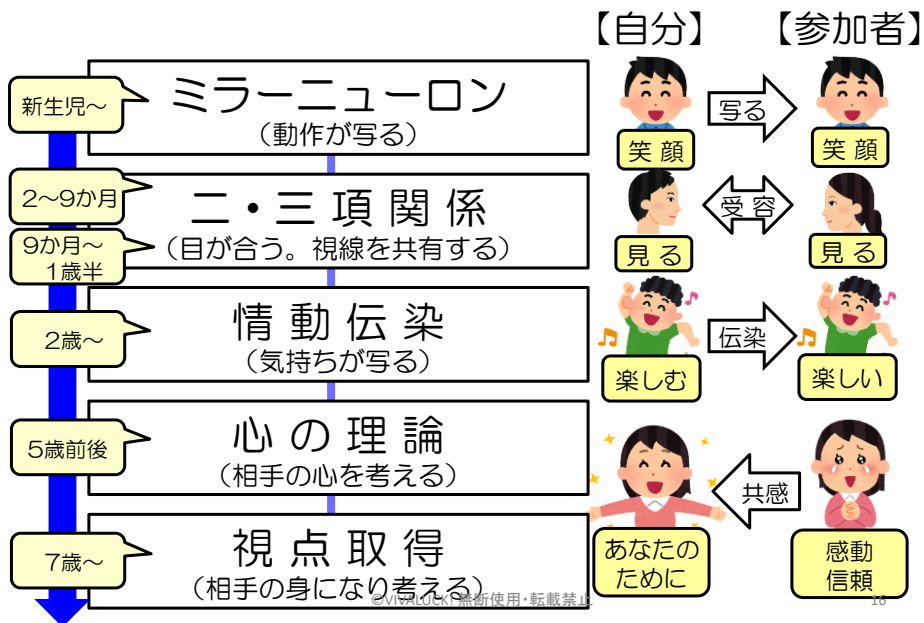 【自分】 【参加者】
新生児～
ミラーニューロン
（動作が写る）
写る
笑 顔
笑 顔
2～9か月
9か月～
1歳半
二・三 項 関 係
（目が合う。視線を共有する）
受 容
見 る
見 る
2歳～
情 動 伝 染
（気持ちが写る）
伝染
楽しむ
楽しい
5歳前後
心 の 理 論
（相手の心を考える）
共感
7歳～
視 点 取 得
（相手の身になり考える）
あなたの
ために
感動
信頼
©VIVALUCK! 無断使用・転載禁止
16